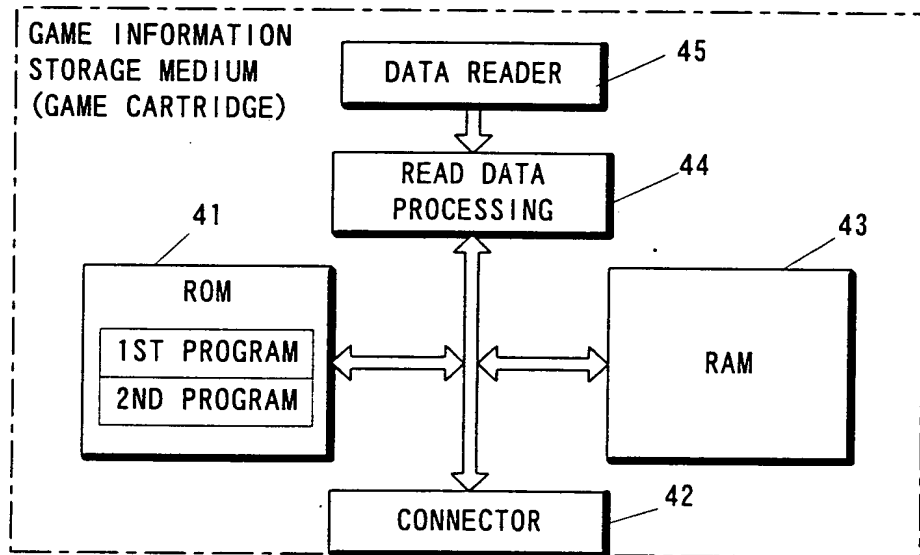 GAME INFORMATION
STORAGE MEDIUM
(GAME CARTRIDGE)
DATA READER
45
READ DATA
PROCESSING
44
41
43
ROM
1ST PROGRAM
2ND PROGRAM
RAM
CONNECTOR
42